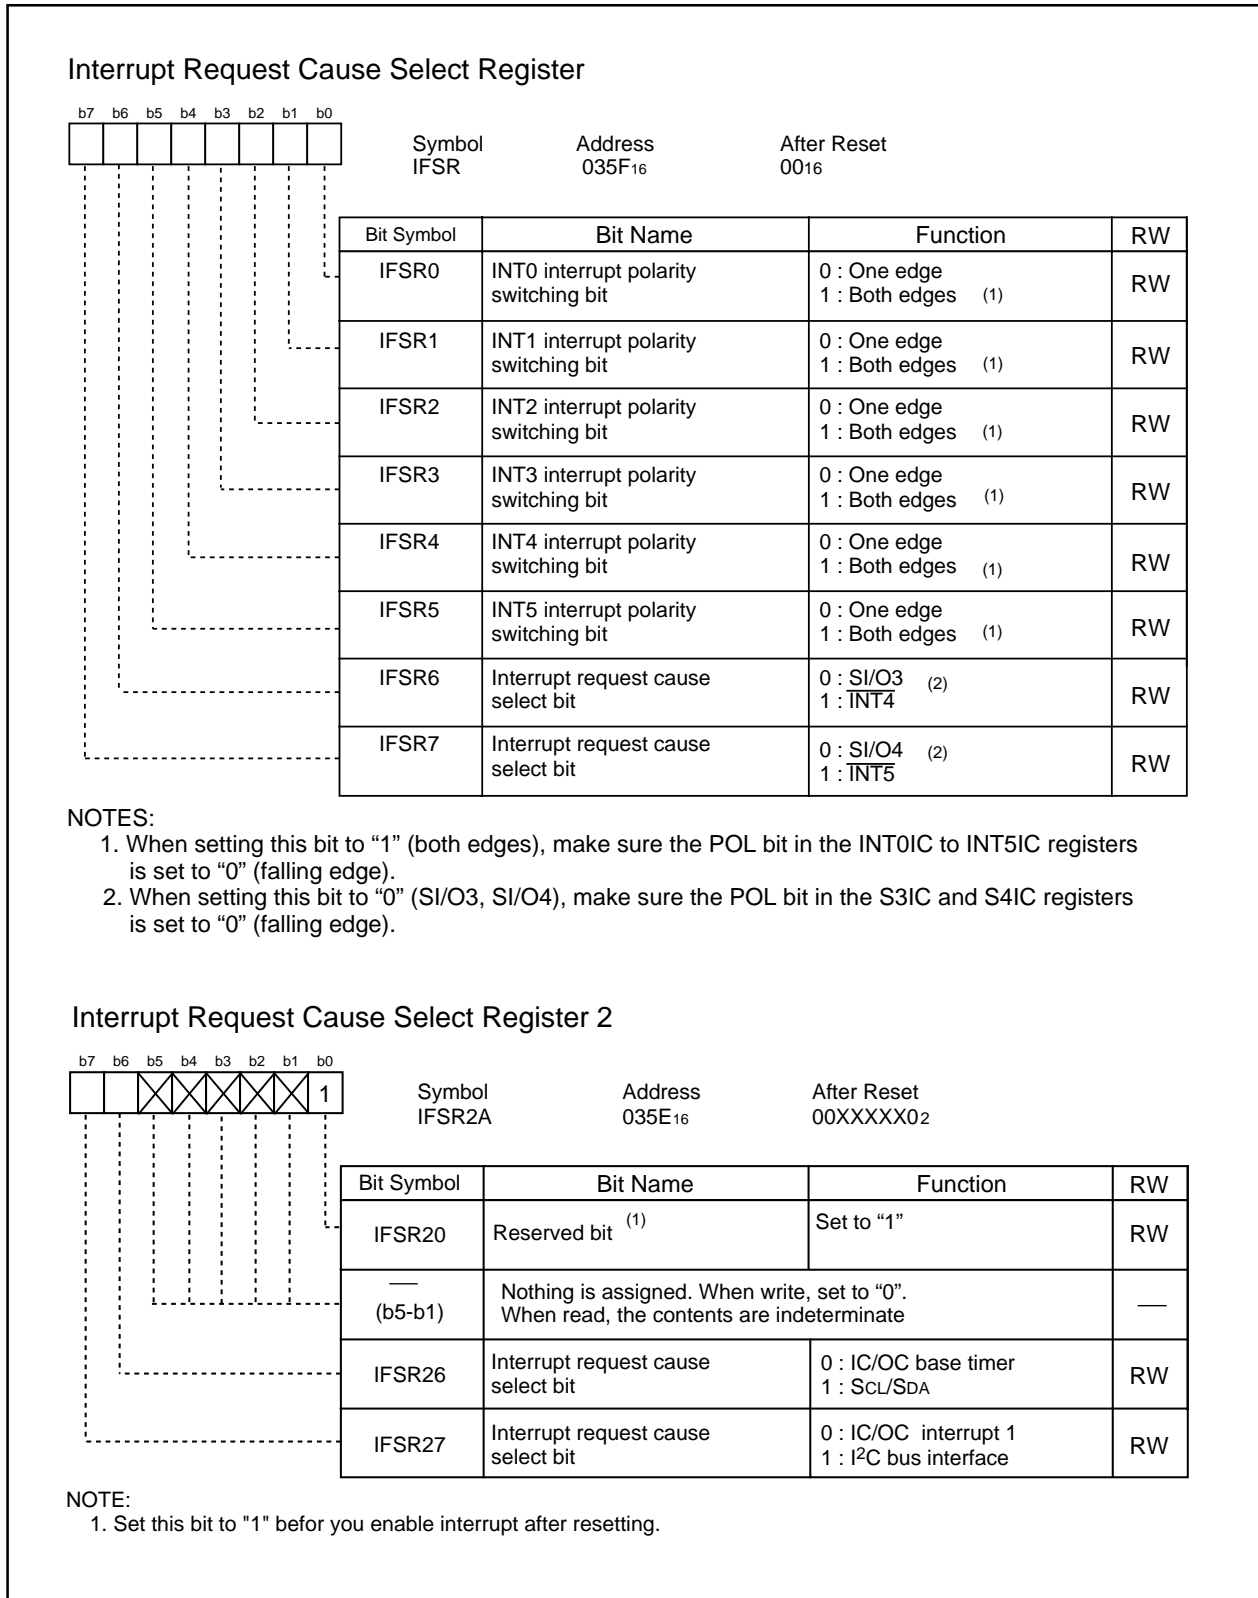 Interrupt Request Cause Select Register
b7 b6 b5 b4 b3 b2 b1 b0
Symbol Address After Reset
IFSR 035F16 0016
Bit Symbol Bit Name Function RW
IFSR0 INT0 interrupt polarity switching bit 0 : One edge RW
1 : Both edges (1)
IFSR1 INT1 interrupt polarity switching bit 0 : One edge RW
1 : Both edges (1)
IFSR2 INT2 interrupt polarity switching bit 0 : One edge RW
1 : Both edges (1)
IFSR3 INT3 interrupt polarity switching bit 0 : One edge RW
1 : Both edges (1)
IFSR4 INT4 interrupt polarity switching bit 0 : One edge RW
1 : Both edges (1)
IFSR5 INT5 interrupt polarity switching bit 0 : One edge RW
1 : Both edges (1)
IFSR6 Interrupt request cause select bit 0 : SI/O3 (2) RW
1 : INT4
IFSR7 Interrupt request cause select bit 0 : SI/O4 (2) RW
1 : INT5
NOTES:
1. When setting this bit to “1” (both edges), make sure the POL bit in the INT0IC to INT5IC registers
is set to “0” (falling edge).
2. When setting this bit to “0” (SI/O3, SI/O4), make sure the POL bit in the S3IC and S4IC registers
is set to “0” (falling edge).
Interrupt Request Cause Select Register 2
b7 b6 b5 b4 b3 b2 b1 b0
1
Symbol Address After Reset
IFSR2A 035E16 00XXXXX02
Bit Symbol Bit Name Function RW
IFSR20 Reserved bit (1) Set to “1” RW
— (b5-b1) Nothing is assigned. When write, set to “0”. —
When read, the contents are indeterminate
IFSR26 Interrupt request cause select bit 0 : IC/OC base timer RW
1 : SCL/SDA
IFSR27 Interrupt request cause select bit 0 : IC/OC interrupt 1 RW
1 : I2C bus interface
NOTE:
1. Set this bit to "1" befor you enable interrupt after resetting.